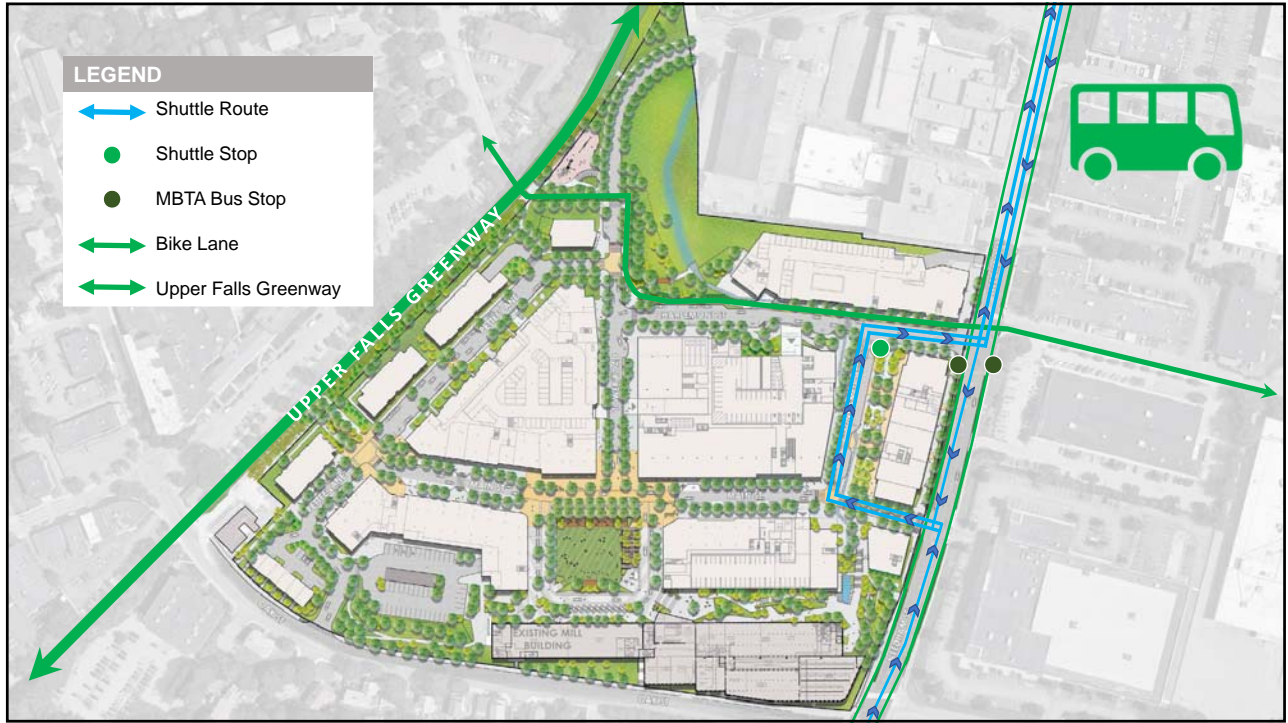 LEGEND
Shuttle Route
Shuttle Stop
MBTA Bus Stop
Bike Lane
Upper Falls Greenway
UPPER FALLS GREENWAY
EXISTING MILL
BUILDING